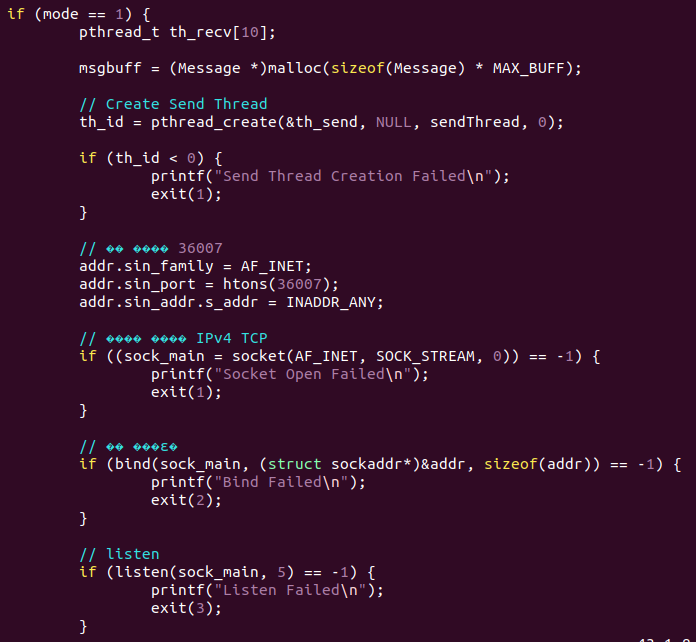 if (mode == 1) {
pthread_t th_recv[10];
msgbuff = (Message *)malloc(sizeof(Message) * MAX_BUFF);
// Create Send Thread
th_id = pthread_create(&th_send, NULL, sendThread, 0);
if (th_id < 0) {
printf("Send Thread Creation Failed\n");
exit(1);
}
// �� ���� 36007
addr.sin_family = AF_INET;
addr.sin_port = htons(36007);
addr.sin_addr.s_addr = INADDR_ANY;
// ���� ���� IPv4 TCP
if ((sock_main = socket(AF_INET, SOCK_STREAM, 0)) == -1) {
printf("Socket Open Failed\n");
exit(1);
}
// �� ���ε�
if (bind(sock_main, (struct sockaddr*)&addr, sizeof(addr)) == -1) {
printf("Bind Failed\n");
exit(2);
}
// listen
if (listen(sock_main, 5) == -1) {
printf("Listen Failed\n");
exit(3);
}